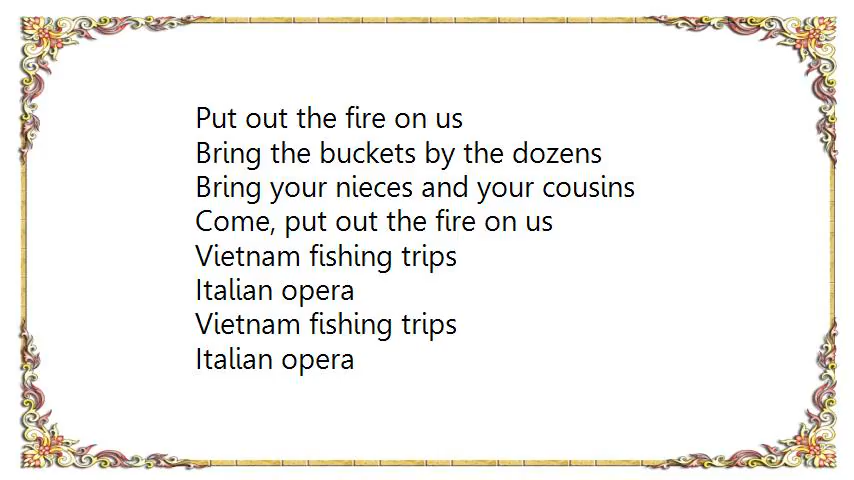 Put out the fire on us
Bring the buckets by the dozens
Bring your nieces and your cousins
Come, put out the fire on us
Vietnam fishing trips
Italian opera
Vietnam fishing trips
Italian opera